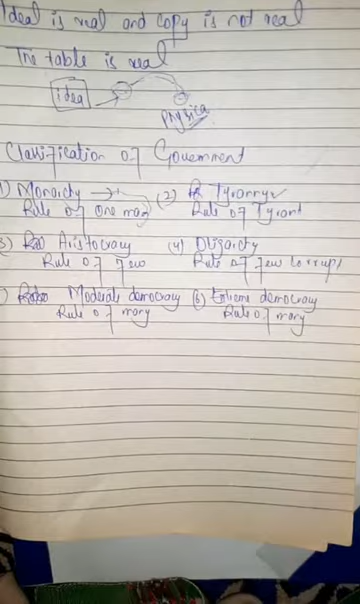 Ideal is real and copy is not real
The table is real
idea
Physica
Classification of Government
1) Monarchy → (2) Tyranny
Rule of One man Rule of Tyrant
3) Aristocracy (4) Oligarchy
Rule of few Rule of few Corrupt
) Moderate democracy (6) Extreme democracy
Rule of many Rule of many